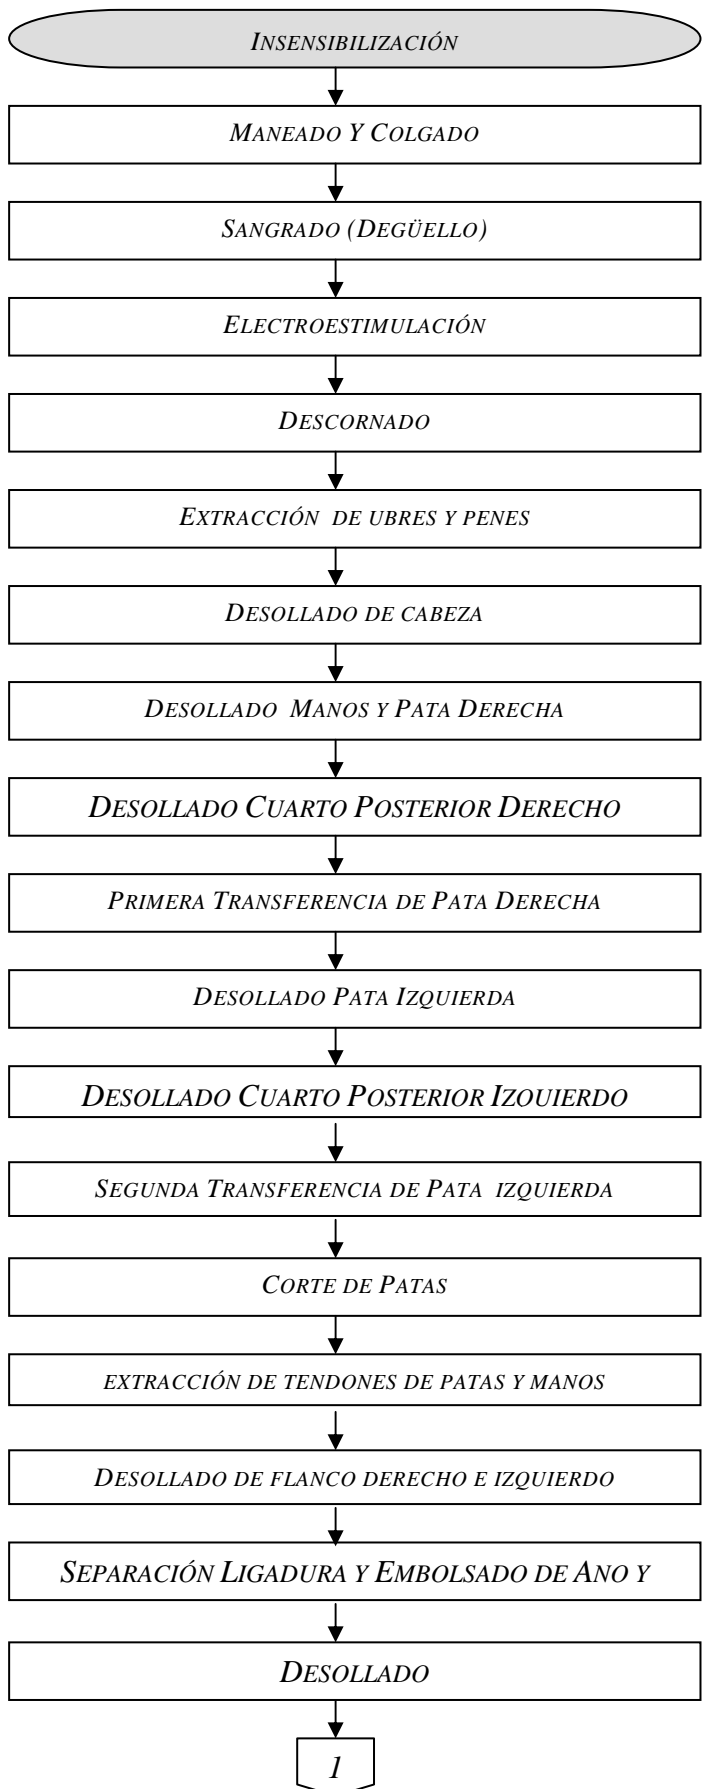 INSENSIBILIZACIÓN
MANEADO Y COLGADO
SANGRADO (DEGÜELLO)
ELECTROESTIMULACIÓN
DESCORNADO
EXTRACCIÓN DE UBRES Y PENES
DESOLLADO DE CABEZA
DESOLLADO MANOS Y PATA DERECHA
DESOLLADO CUARTO POSTERIOR DERECHO
PRIMERA TRANSFERENCIA DE PATA DERECHA
DESOLLADO PATA IZQUIERDA
DESOLLADO CUARTO POSTERIOR IZQUIERDO
SEGUNDA TRANSFERENCIA DE PATA IZQUIERDA
CORTE DE PATAS
EXTRACCIÓN DE TENDONES DE PATAS Y MANOS
DESOLLADO DE FLANCO DERECHO E IZQUIERDO
SEPARACIÓN LIGADURA Y EMBOLSADO DE ANO Y
DESOLLADO
1